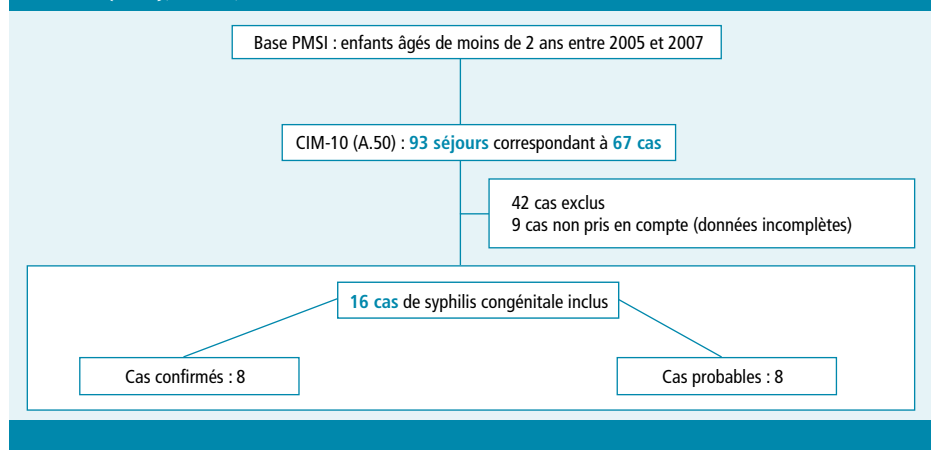 Base PMSI : enfants âgés de moins de 2 ans entre 2005 et 2007
CIM-10 (A.50) : 93 séjours correspondant à 67 cas
42 cas exclus
9 cas non pris en compte (données incomplètes)
16 cas de syphilis congénitale inclus
Cas confirmés : 8
Cas probables : 8